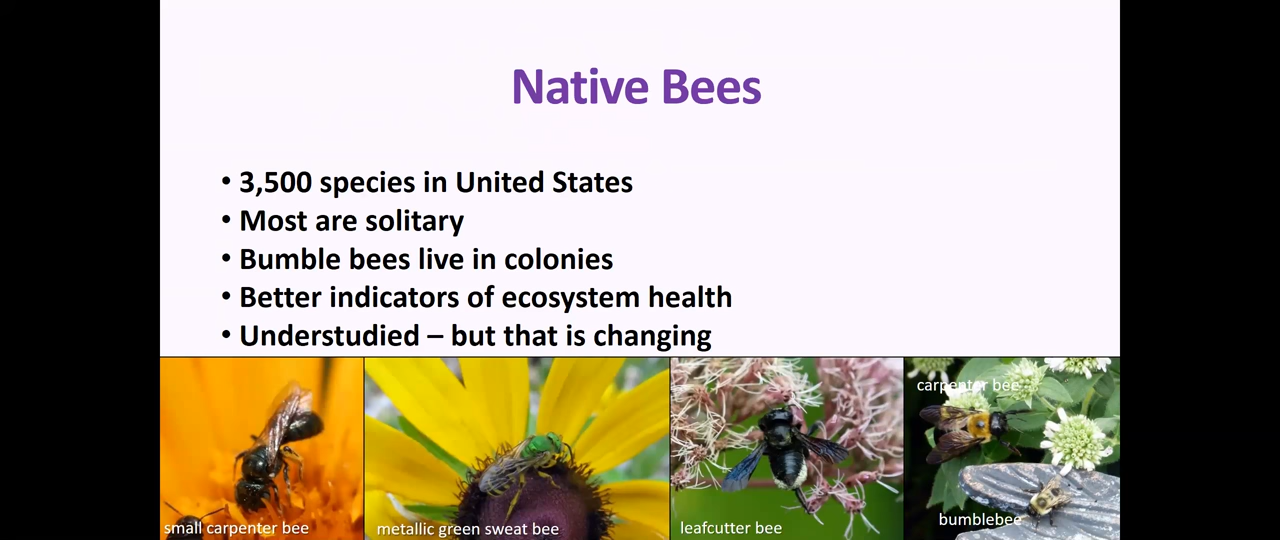 Native Bees
• 3,500 species in United States
• Most are solitary
• Bumble bees live in colonies
• Better indicators of ecosystem health
• Understudied – but that is changing
small carpenter bee
metallic green sweat bee
leafcutter bee
carpenter bee
bumblebee